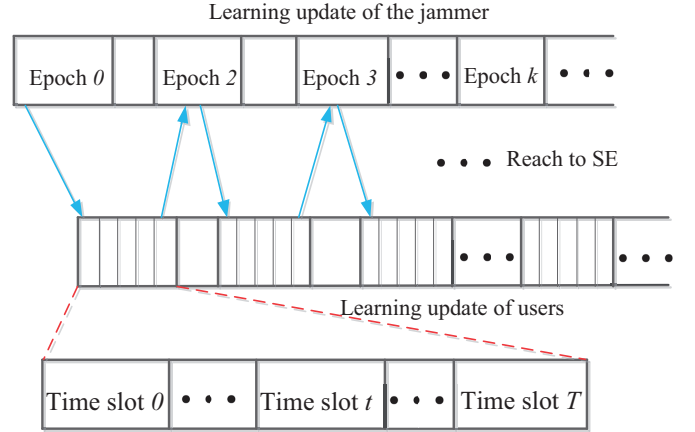 Learning update of the jammer
Epoch 0 Epoch 2 Epoch 3 • • • Epoch k • • •
• • • Reach to SE
• • • • • •
Learning update of users
Time slot 0 • • • Time slot t • • • Time slot T